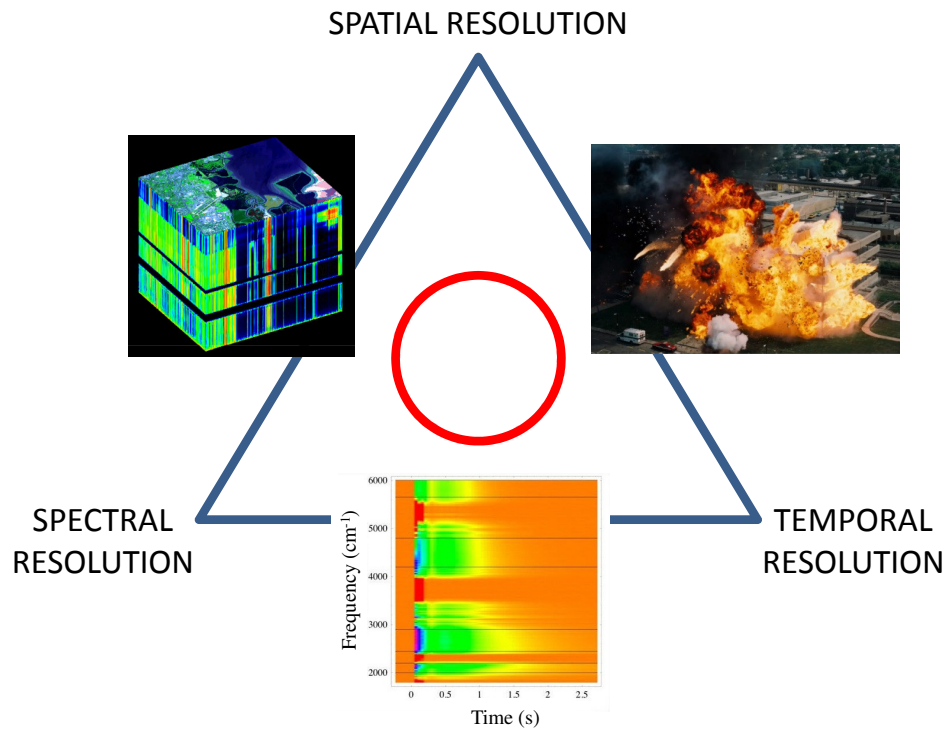 SPATIAL RESOLUTION
SPECTRAL
RESOLUTION
TEMPORAL
RESOLUTION
Frequency (cm⁻¹)
6000
5000
4000
3000
2000
0 0.5 1 1.5 2 2.5
Time (s)